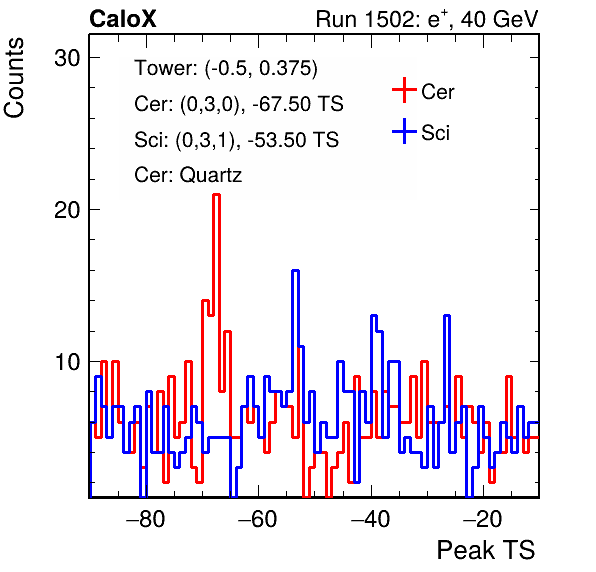 CaloX Run 1502: e⁺, 40 GeV
Counts
30
20
10
Tower: (-0.5, 0.375)
Cer: (0,3,0), -67.50 TS
Sci: (0,3,1), -53.50 TS
Cer: Quartz
Cer
Sci
−80 −60 −40 −20
Peak TS